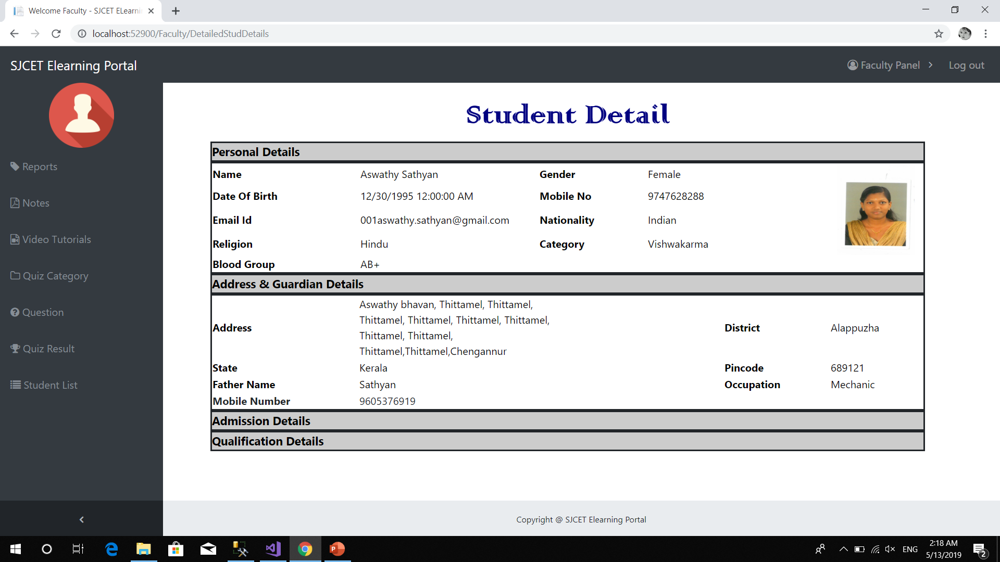 Welcome Faculty - SJCET ELearni
localhost:52900/Faculty/DetailedStudDetails
SJCET Elearning Portal
Faculty Panel
Log out
Reports
Notes
Video Tutorials
Quiz Category
Question
Quiz Result
Student List
Student Detail
Personal Details
Name Aswathy Sathyan Gender Female
Date Of Birth 12/30/1995 12:00:00 AM Mobile No 9747628288
Email Id 001aswathy.sathyan@gmail.com Nationality Indian
Religion Hindu Category Vishwakarma
Blood Group AB+
Address & Guardian Details
Aswathy bhavan, Thittamel, Thittamel,
Thittamel, Thittamel, Thittamel, Thittamel,
Address District Alappuzha
Thittamel, Thittamel,
Thittamel,Thittamel,Chengannur
State Kerala Pincode 689121
Father Name Sathyan Occupation Mechanic
Mobile Number 9605376919
Admission Details
Qualification Details
Copyright @ SJCET Elearning Portal
ENG
2:18 AM
5/13/2019
2